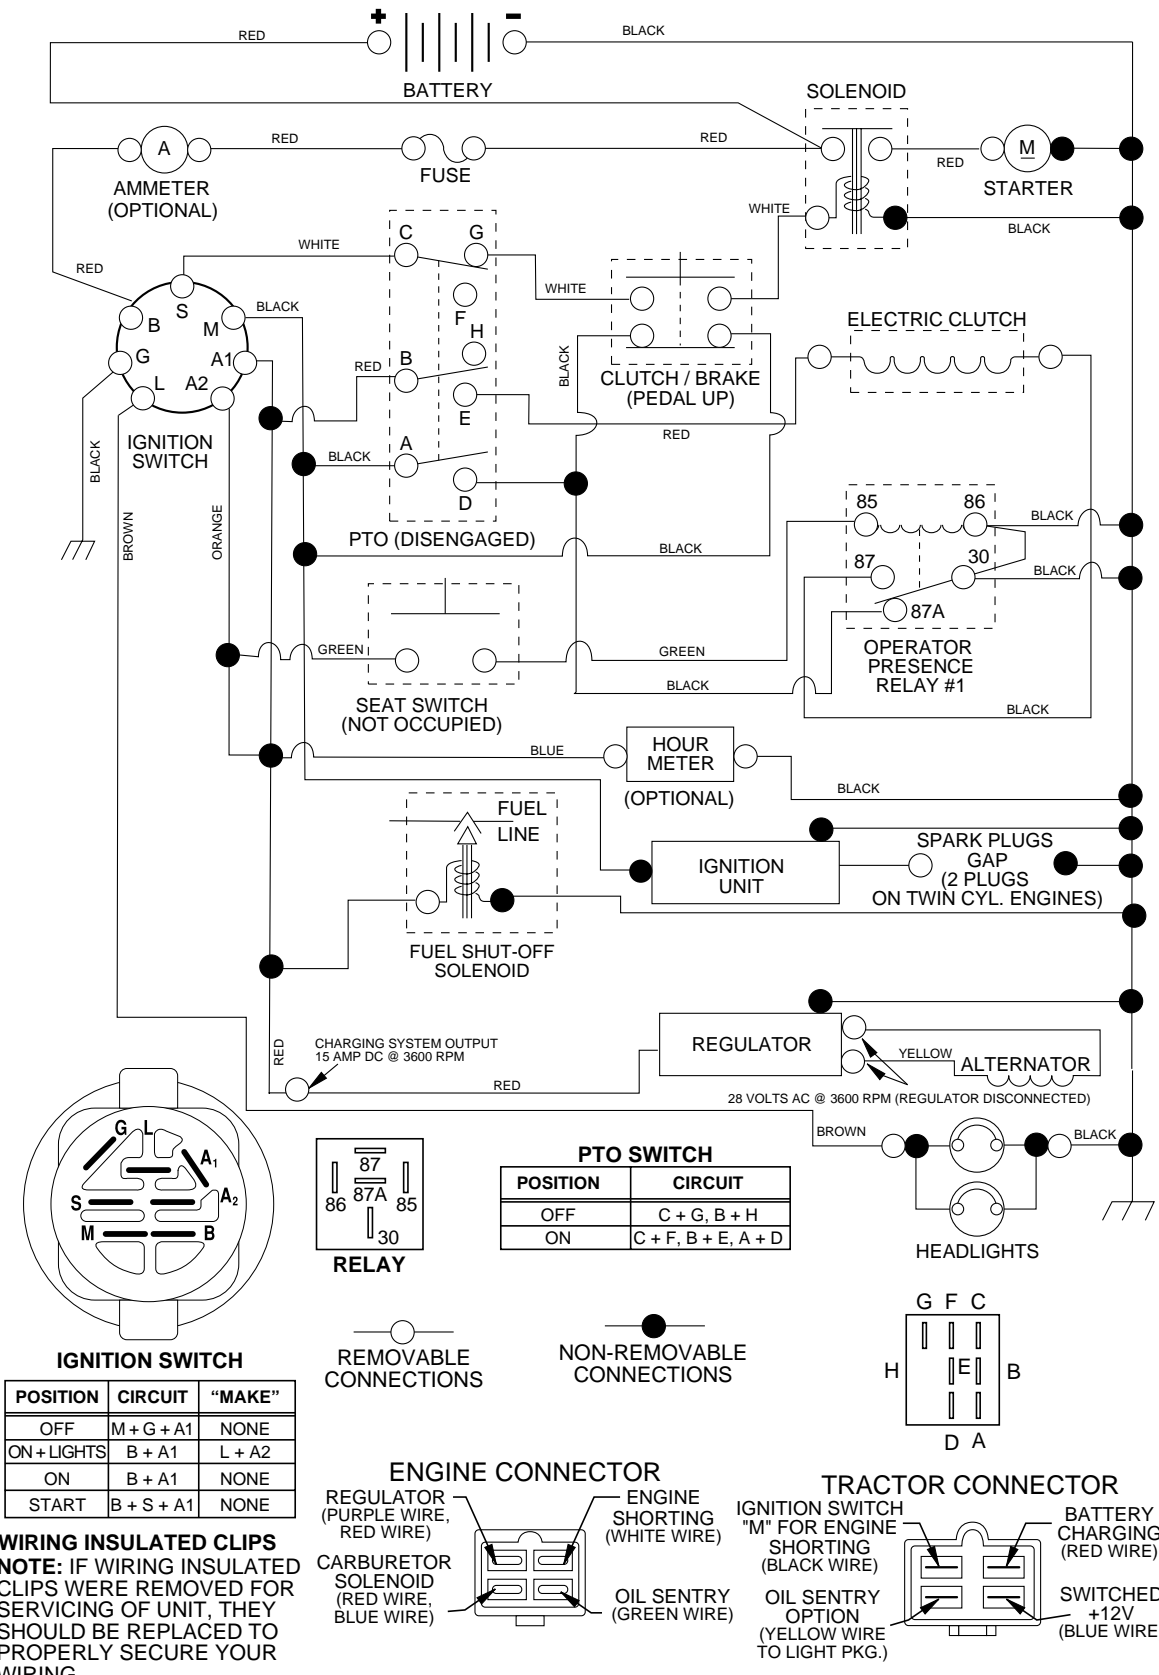 RED
+
-
BLACK
BATTERY
SOLENOID
A
RED
RED
RED
M
FUSE
AMMETER
(OPTIONAL)
STARTER
WHITE
BLACK
C
G
WHITE
RED
S
WHITE
B
M
BLACK
F
H
G
A1
ELECTRIC CLUTCH
RED
B
BLACK
CLUTCH / BRAKE
(PEDAL UP)
L
A2
E
RED
IGNITION
SWITCH
BLACK
A
BLACK
D
85
86
BLACK
BROWN
ORANGE
PTO (DISENGAGED)
BLACK
87
30
BLACK
87A
GREEN
GREEN
OPERATOR
PRESENCE
RELAY #1
BLACK
SEAT SWITCH
(NOT OCCUPIED)
BLACK
BLUE
HOUR
METER
(OPTIONAL)
BLACK
FUEL
LINE
IGNITION
UNIT
SPARK PLUGS
GAP
(2 PLUGS
ON TWIN CYL. ENGINES)
FUEL SHUT-OFF
SOLENOID
RED
CHARGING SYSTEM OUTPUT
15 AMP DC @ 3600 RPM
REGULATOR
YELLOW
ALTERNATOR
RED
28 VOLTS AC @ 3600 RPM (REGULATOR DISCONNECTED)
BROWN
BLACK
HEADLIGHTS
G
L
A1
S
A2
M
B
IGNITION SWITCH
87
86
87A
85
30
RELAY
PTO SWITCH
POSITION CIRCUIT
OFF C + G, B + H
ON C + F, B + E, A + D
REMOVABLE
CONNECTIONS
NON-REMOVABLE
CONNECTIONS
G F C
H
E
B
D A
POSITION CIRCUIT “MAKE”
OFF M + G + A1 NONE
ON + LIGHTS B + A1 L + A2
ON B + A1 NONE
START B + S + A1 NONE
WIRING INSULATED CLIPS
NOTE: IF WIRING INSULATED
CLIPS WERE REMOVED FOR
SERVICING OF UNIT, THEY
SHOULD BE REPLACED TO
PROPERLY SECURE YOUR
WIRING
ENGINE CONNECTOR
REGULATOR
(PURPLE WIRE,
RED WIRE)
ENGINE
SHORTING
(WHITE WIRE)
CARBURETOR
SOLENOID
(RED WIRE,
BLUE WIRE)
OIL SENTRY
(GREEN WIRE)
TRACTOR CONNECTOR
IGNITION SWITCH
"M" FOR ENGINE
SHORTING
(BLACK WIRE)
BATTERY
CHARGING
(RED WIRE)
OIL SENTRY
OPTION
(YELLOW WIRE
TO LIGHT PKG.)
SWITCHED
+12V
(BLUE WIRE